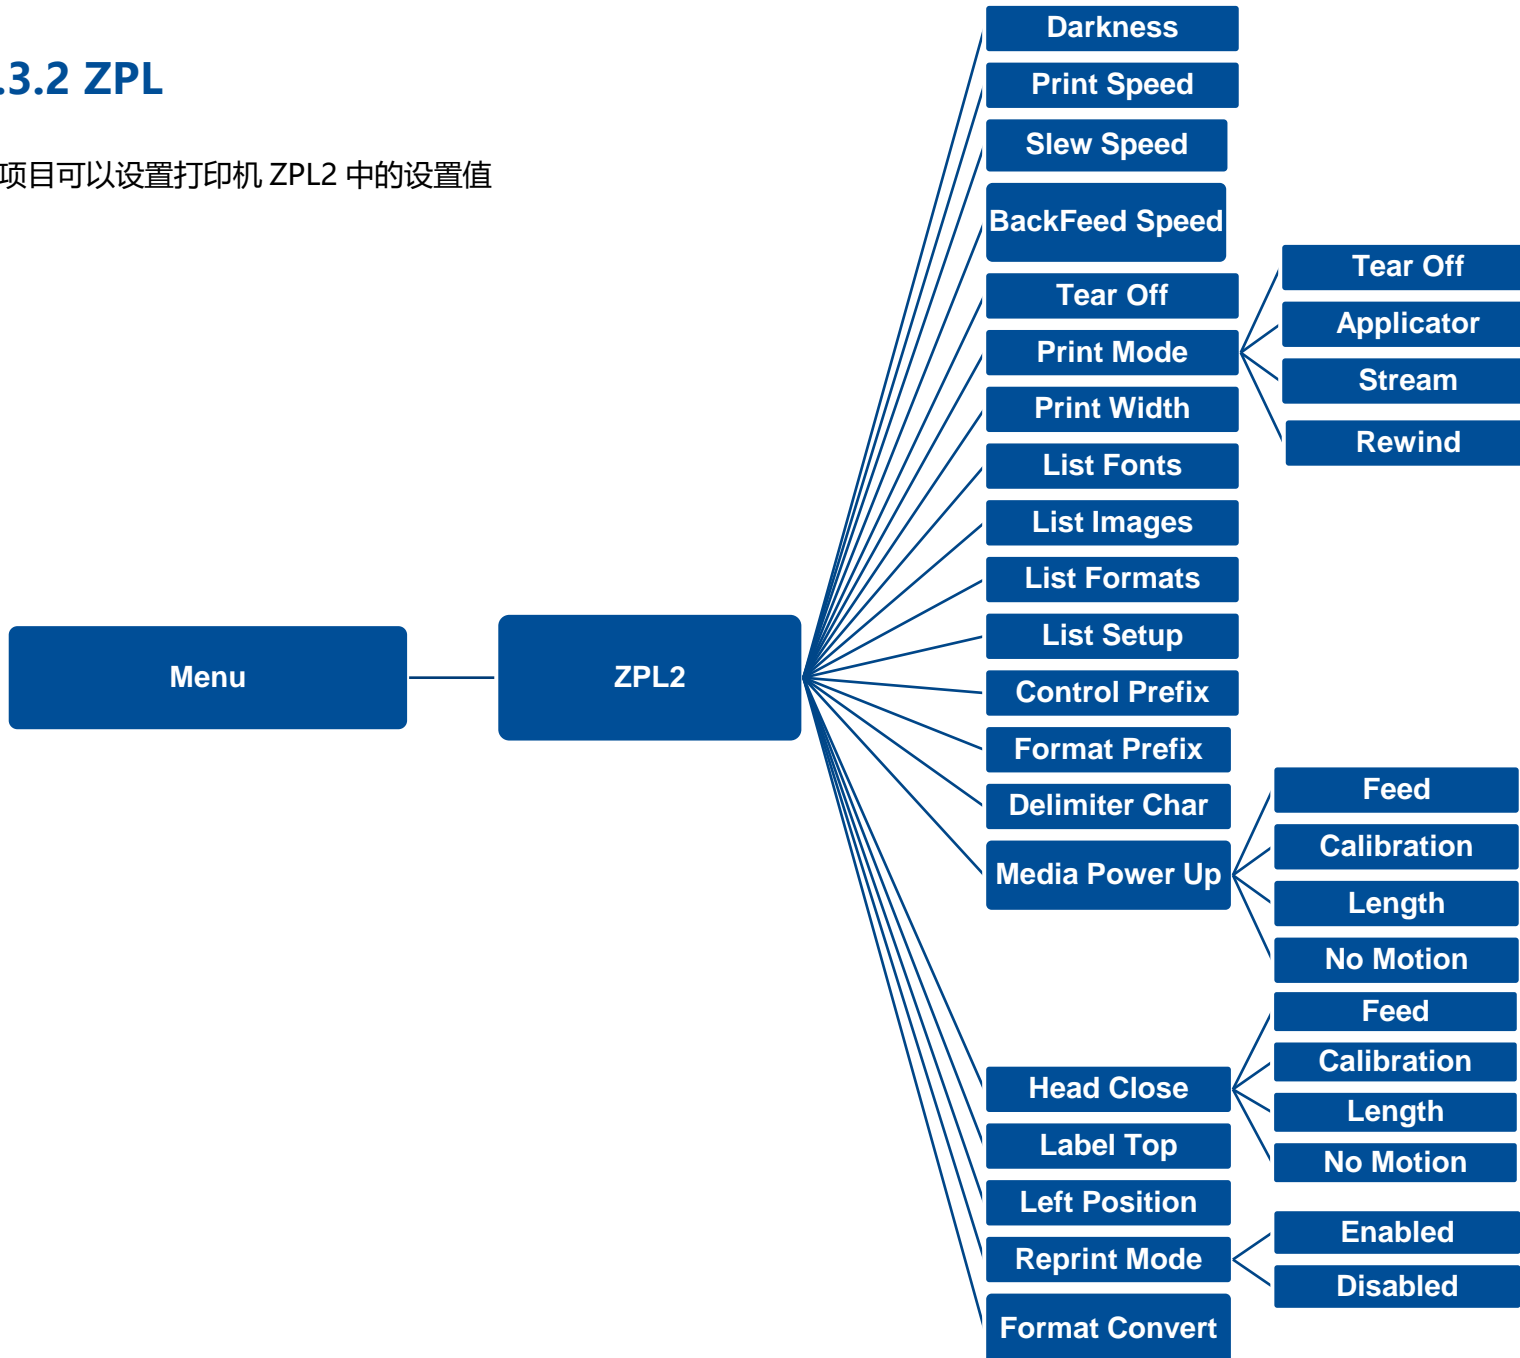 .3.2 ZPL
项目可以设置打印机 ZPL2 中的设置值
Menu
ZPL2
Darkness
Print Speed
Slew Speed
BackFeed Speed
Tear Off
Print Mode
Tear Off
Applicator
Stream
Rewind
Print Width
List Fonts
List Images
List Formats
List Setup
Control Prefix
Format Prefix
Delimiter Char
Media Power Up
Feed
Calibration
Length
No Motion
Head Close
Feed
Calibration
Length
No Motion
Label Top
Left Position
Reprint Mode
Enabled
Disabled
Format Convert